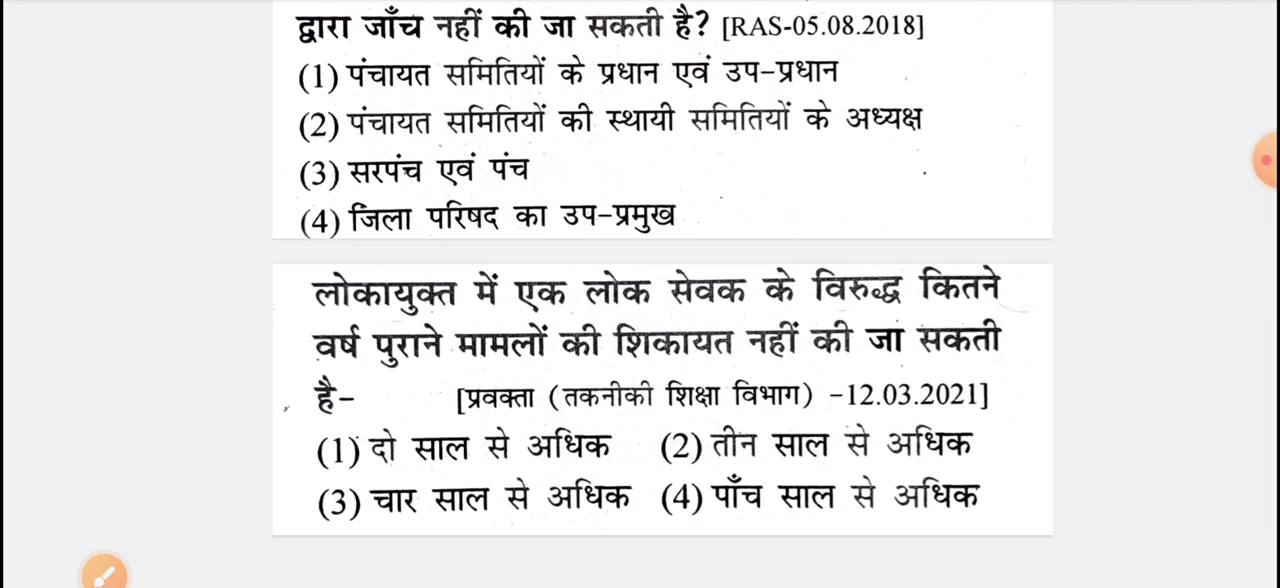 द्वारा जाँच नहीं की जा सकती है? [RAS-05.08.2018]
(1) पंचायत समितियों के प्रधान एवं उप-प्रधान
(2) पंचायत समितियों की स्थायी समितियों के अध्यक्ष
(3) सरपंच एवं पंच
(4) जिला परिषद का उप-प्रमुख
लोकायुक्त में एक लोक सेवक के विरुद्ध कितने
वर्ष पुराने मामलों की शिकायत नहीं की जा सकती
है- [प्रवक्ता (तकनीकी शिक्षा विभाग) -12.03.2021]
(1) दो साल से अधिक (2) तीन साल से अधिक
(3) चार साल से अधिक (4) पाँच साल से अधिक